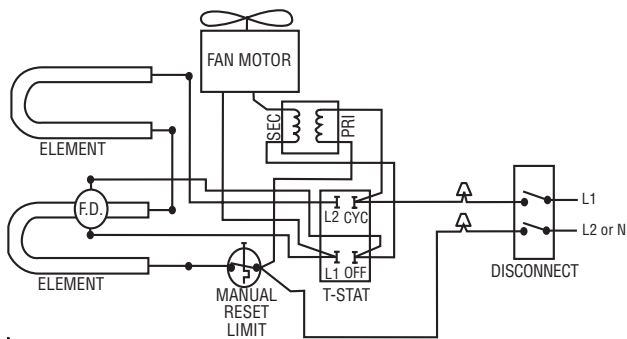 FAN MOTOR
SEC
PRI
ELEMENT
F.D.
L2 CYC
L1
L2 or N
L1 OFF
DISCONNECT
ELEMENT
MANUAL
RESET
LIMIT
T-STAT